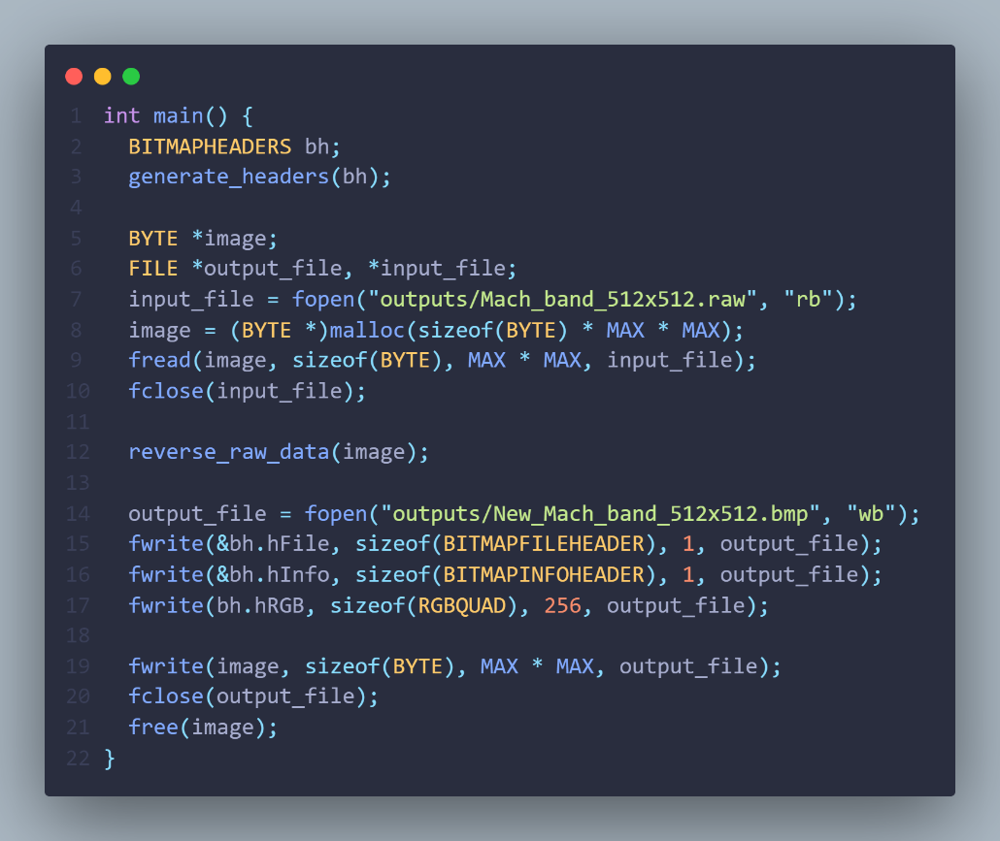 1 int main() {
2   BITMAPHEADERS bh;
3   generate_headers(bh);
4
5   BYTE *image;
6   FILE *output_file, *input_file;
7   input_file = fopen("outputs/Mach_band_512x512.raw", "rb");
8   image = (BYTE *)malloc(sizeof(BYTE) * MAX * MAX);
9   fread(image, sizeof(BYTE), MAX * MAX, input_file);
10   fclose(input_file);
11
12   reverse_raw_data(image);
13
14   output_file = fopen("outputs/New_Mach_band_512x512.bmp", "wb");
15   fwrite(&bh.hFile, sizeof(BITMAPFILEHEADER), 1, output_file);
16   fwrite(&bh.hInfo, sizeof(BITMAPINFOHEADER), 1, output_file);
17   fwrite(bh.hRGB, sizeof(RGBQUAD), 256, output_file);
18
19   fwrite(image, sizeof(BYTE), MAX * MAX, output_file);
20   fclose(output_file);
21   free(image);
22 }